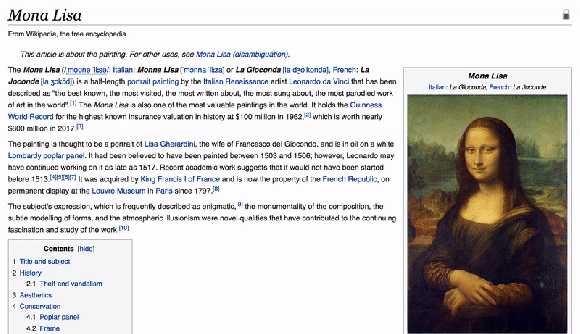 Mona Lisa
From Wikipedia, the free encyclopedia
This article is about the painting. For other uses, see Mona Lisa (disambiguation).
The Mona Lisa (/ˌmoʊnə ˈliːsə/; Italian: Monna Lisa [ˈmɔnna ˈliːza] or La Gioconda [la dʒoˈkonda], French: La
Joconde [la ʒɔkɔ̃d]) is a half-length portrait painting by the Italian Renaissance artist Leonardo da Vinci that has been
described as "the best known, the most visited, the most written about, the most sung about, the most parodied work
of art in the world".[1] The Mona Lisa is also one of the most valuable paintings in the world. It holds the Guinness
World Record for the highest known insurance valuation in history at $100 million in 1962,[2] which is worth nearly
$800 million in 2017.[3]
The painting is thought to be a portrait of Lisa Gherardini, the wife of Francesco del Giocondo, and is in oil on a white
Lombardy poplar panel. It had been believed to have been painted between 1503 and 1506; however, Leonardo may
have continued working on it as late as 1517. Recent academic work suggests that it would not have been started
before 1513.[4][5][6][7] It was acquired by King Francis I of France and is now the property of the French Republic, on
permanent display at the Louvre Museum in Paris since 1797.[8]
The subject's expression, which is frequently described as enigmatic,[9] the monumentality of the composition, the
subtle modelling of forms, and the atmospheric illusionism were novel qualities that have contributed to the continuing
fascination and study of the work.[10]
Contents [hide]
1 Title and subject
2 History
2.1 Theft and vandalism
3 Aesthetics
4 Conservation
4.1 Poplar panel
4.2 Frame
Mona Lisa
Italian: La Gioconda, French: La Joconde